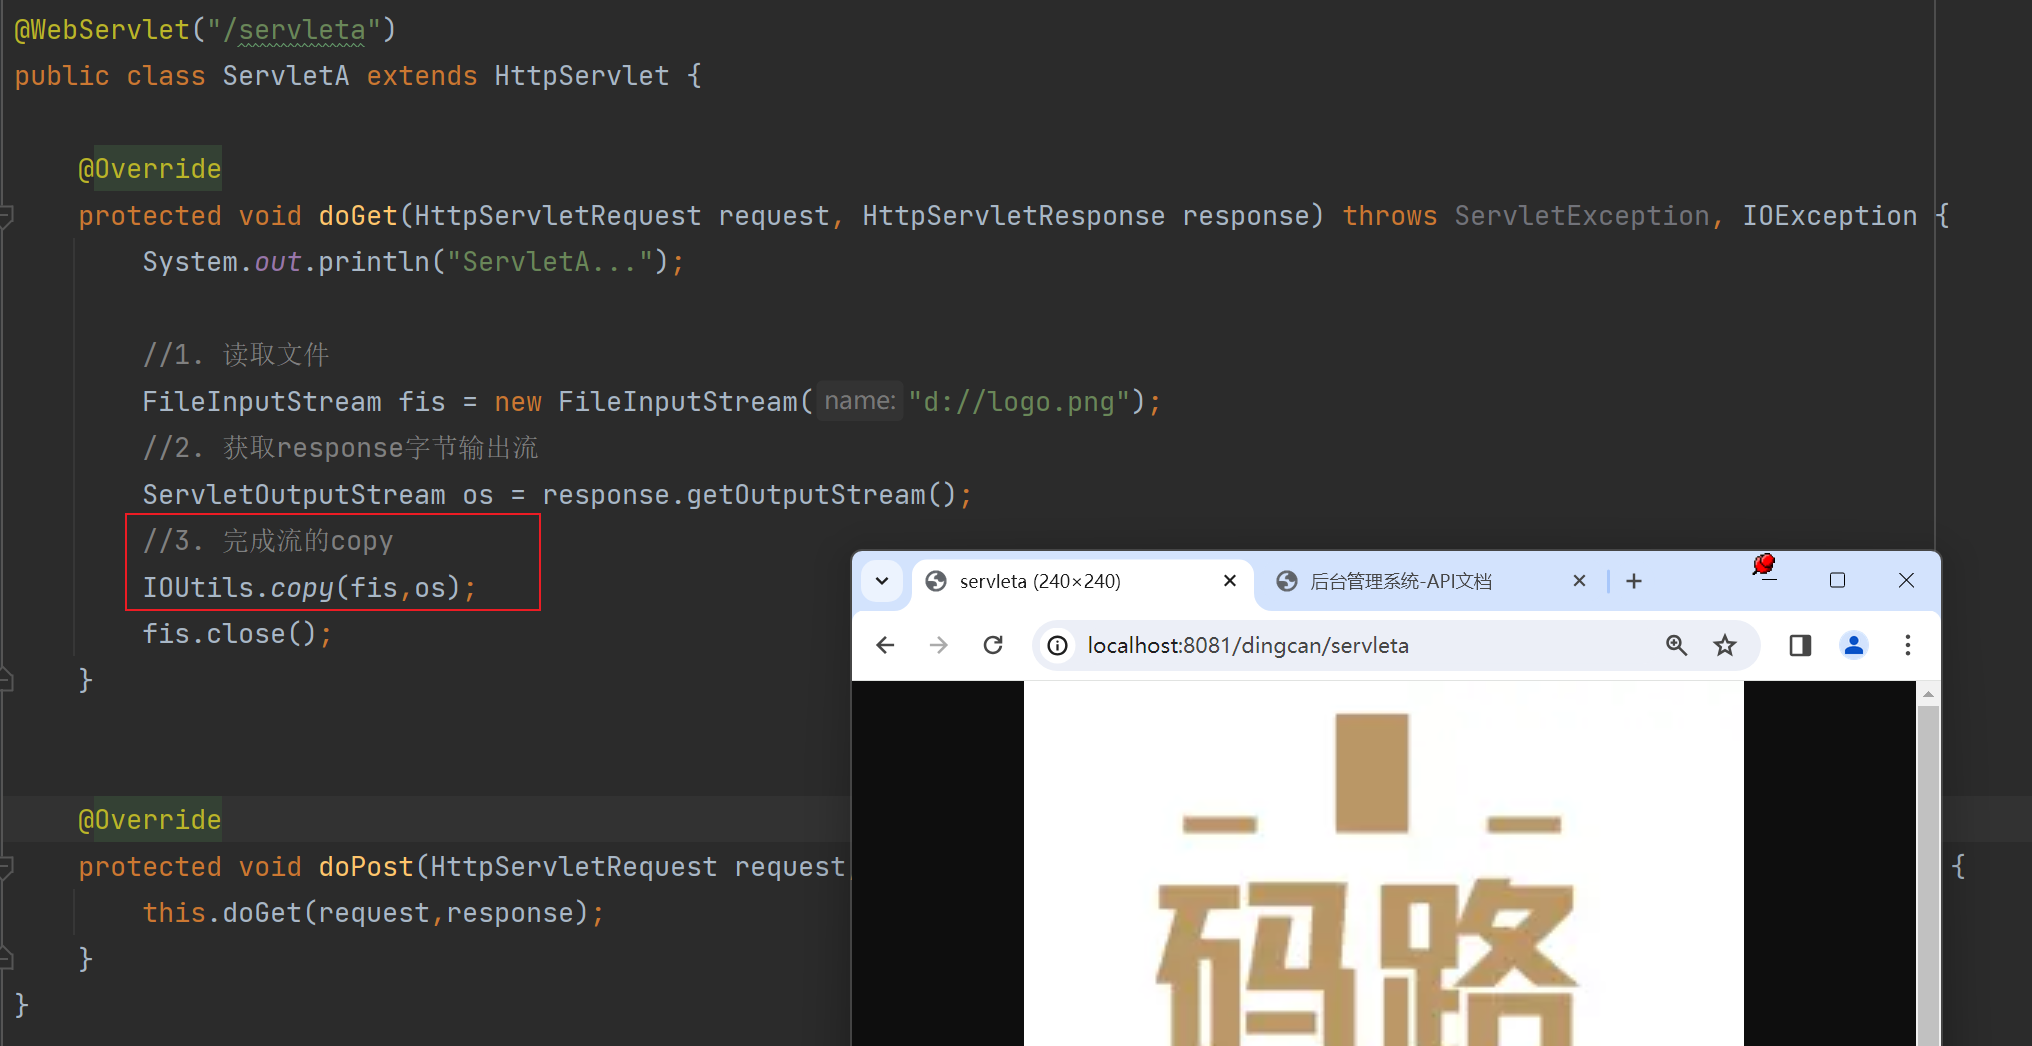 @WebServlet("/servleta")
public class ServletA extends HttpServlet {
@Override
protected void doGet(HttpServletRequest request, HttpServletResponse response) throws ServletException, IOException {
System.out.println("ServletA...");
//1. 读取文件
FileInputStream fis = new FileInputStream( name: "d://logo.png");
//2. 获取response字节输出流
ServletOutputStream os = response.getOutputStream();
//3. 完成流的copy
IOUtils.copy(fis,os);
fis.close();
}
@Override
protected void doPost(HttpServletRequest request, {
this.doGet(request,response);
}
}
servleta (240×240)
后台管理系统-API文档
localhost:8081/dingcan/servleta
码路